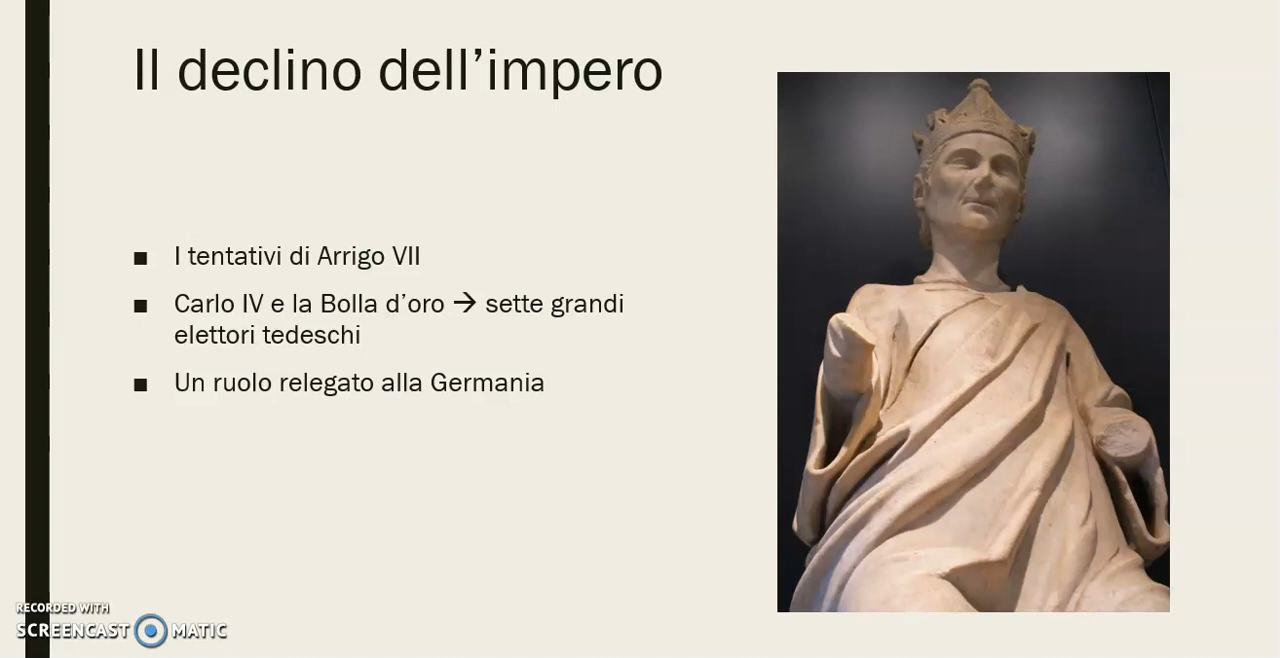 Il declino dell’impero
■ I tentativi di Arrigo VII
■ Carlo IV e la Bolla d’oro → sette grandi
elettori tedeschi
■ Un ruolo relegato alla Germania
RECORDED WITH
SCREENCAST MATIC